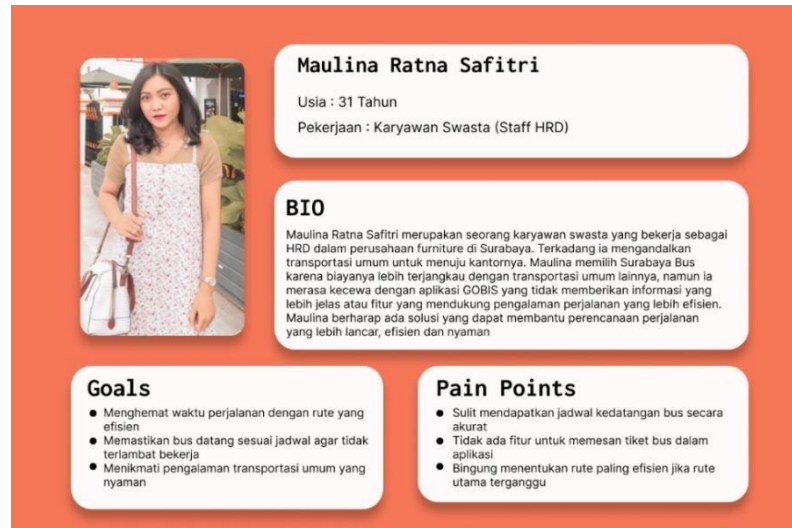 Maulina Ratna Safitri
Usia : 31 Tahun
Pekerjaan : Karyawan Swasta (Staff HRD)
BIO
Maulina Ratna Safitri merupakan seorang karyawan swasta yang bekerja sebagai
HRD dalam perusahaan furniture di Surabaya. Terkadang ia mengandalkan
transportasi umum untuk menuju kantornya. Maulina memilih Surabaya Bus
karena biayanya lebih terjangkau dengan transportasi umum lainnya, namun ia
merasa kecewa dengan aplikasi GOBIS yang tidak memberikan informasi yang
lebih jelas atau fitur yang mendukung pengalaman perjalanan yang lebih efisien.
Maulina berharap ada solusi yang dapat membantu perencanaan perjalanan
yang lebih lancar, efisien dan nyaman
Goals
● Menghemat waktu perjalanan dengan rute yang
efisien
● Memastikan bus datang sesuai jadwal agar tidak
terlambat bekerja
● Menikmati pengalaman transportasi umum yang
nyaman
Pain Points
● Sulit mendapatkan jadwal kedatangan bus secara
akurat
● Tidak ada fitur untuk memesan tiket bus dalam
aplikasi
● Bingung menentukan rute paling efisien jika rute
utama terganggu